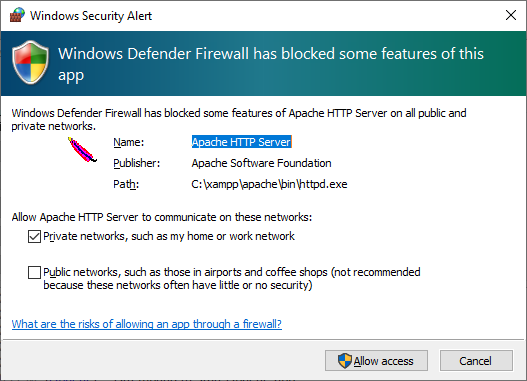 Windows Security Alert
Windows Defender Firewall has blocked some features of this
app
Windows Defender Firewall has blocked some features of Apache HTTP Server on all public and
private networks.
Name: Apache HTTP Server
Publisher: Apache Software Foundation
Path: C:\xampp\apache\bin\httpd.exe
Allow Apache HTTP Server to communicate on these networks:
Private networks, such as my home or work network
Public networks, such as those in airports and coffee shops (not recommended
because these networks often have little or no security)
What are the risks of allowing an app through a firewall?
Allow access Cancel